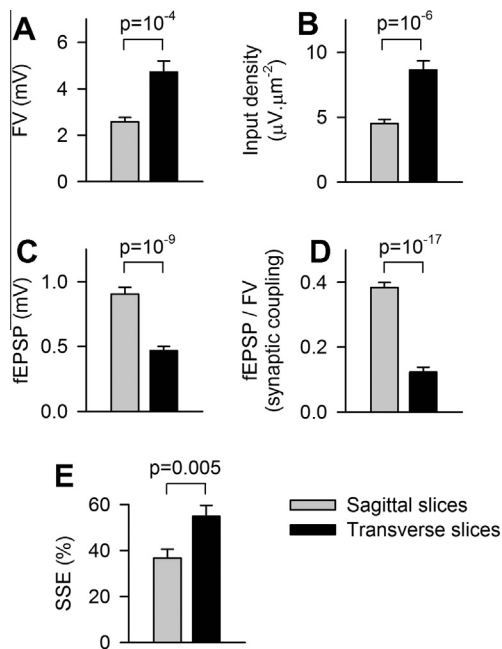 A
p=10-4
FV (mV)
6
4
2
0
B
p=10-6
Input density
(μV.μm-2)
10
5
0
C
p=10-9
fEPSP (mV)
1.0
0.5
0.0
D
p=10-17
fEPSP / FV
(synaptic coupling)
0.4
0.2
0.0
E
p=0.005
SSE (%)
60
40
20
0
Sagittal slices
Transverse slices